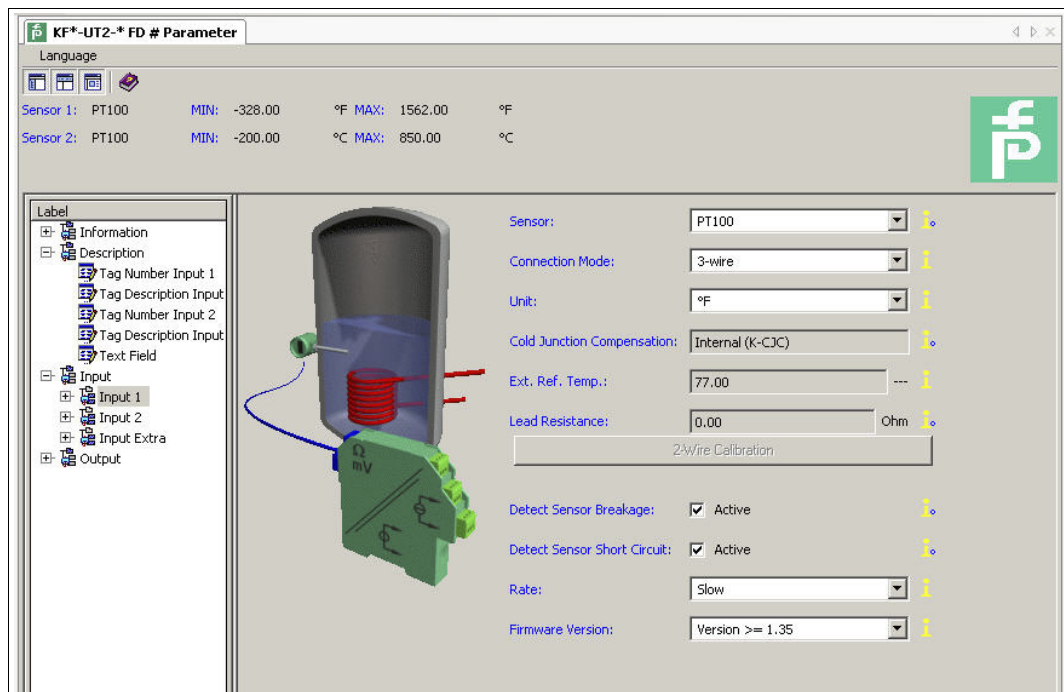 KF*-UT2-* FD # Parameter
Language
Sensor 1: PT100 MIN: -328.00 °F MAX: 1562.00 °F
Sensor 2: PT100 MIN: -200.00 °C MAX: 850.00 °C
Label
Information
Description
Tag Number Input 1
Tag Description Input
Tag Number Input 2
Tag Description Input
Text Field
Input
Input 1
Input 2
Input Extra
Output
Ω
mV
Sensor: PT100
Connection Mode: 3-wire
Unit: °F
Cold Junction Compensation: Internal (K-CJC)
Ext. Ref. Temp.: 77.00 ---
Lead Resistance: 0.00 Ohm
2-Wire Calibration
Detect Sensor Breakage: Active
Detect Sensor Short Circuit: Active
Rate: Slow
Firmware Version: Version >= 1.35